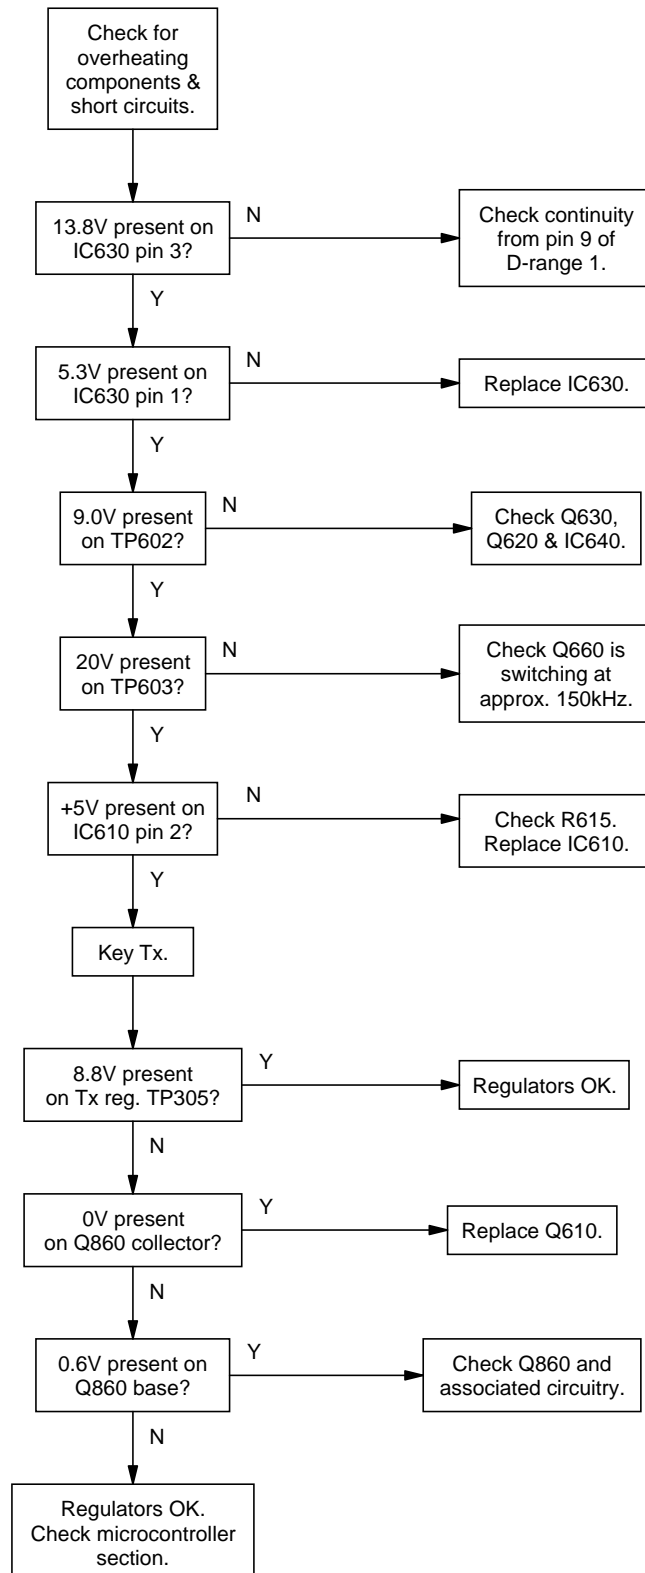 Check for
overheating
components &
short circuits.
13.8V present on
IC630 pin 3?
N
Check continuity
from pin 9 of
D-range 1.
Y
5.3V present on
IC630 pin 1?
N
Replace IC630.
Y
9.0V present
on TP602?
N
Check Q630,
Q620 & IC640.
Y
20V present
on TP603?
N
Check Q660 is
switching at
approx. 150kHz.
Y
+5V present on
IC610 pin 2?
N
Check R615.
Replace IC610.
Y
Key Tx.
8.8V present
on Tx reg. TP305?
Y
Regulators OK.
N
0V present
on Q860 collector?
Y
Replace Q610.
N
0.6V present on
Q860 base?
Y
Check Q860 and
associated circuitry.
N
Regulators OK.
Check microcontroller
section.